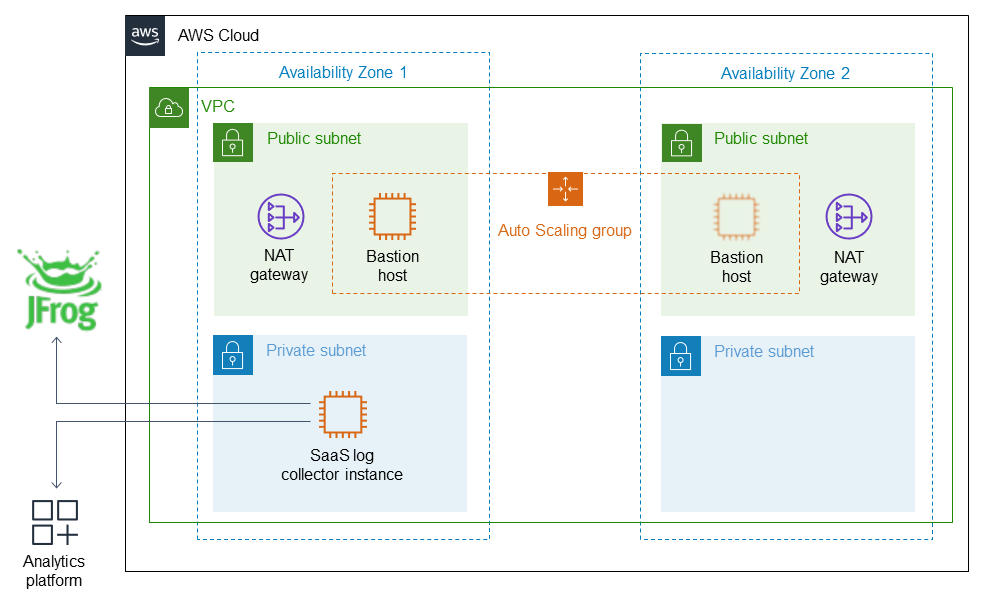 aws
AWS Cloud
Availability Zone 1
Availability Zone 2
VPC
Public subnet
Public subnet
NAT
gateway
Bastion
host
Auto Scaling group
Bastion
host
NAT
gateway
JFrog
Private subnet
Private subnet
SaaS log
collector instance
Analytics
platform